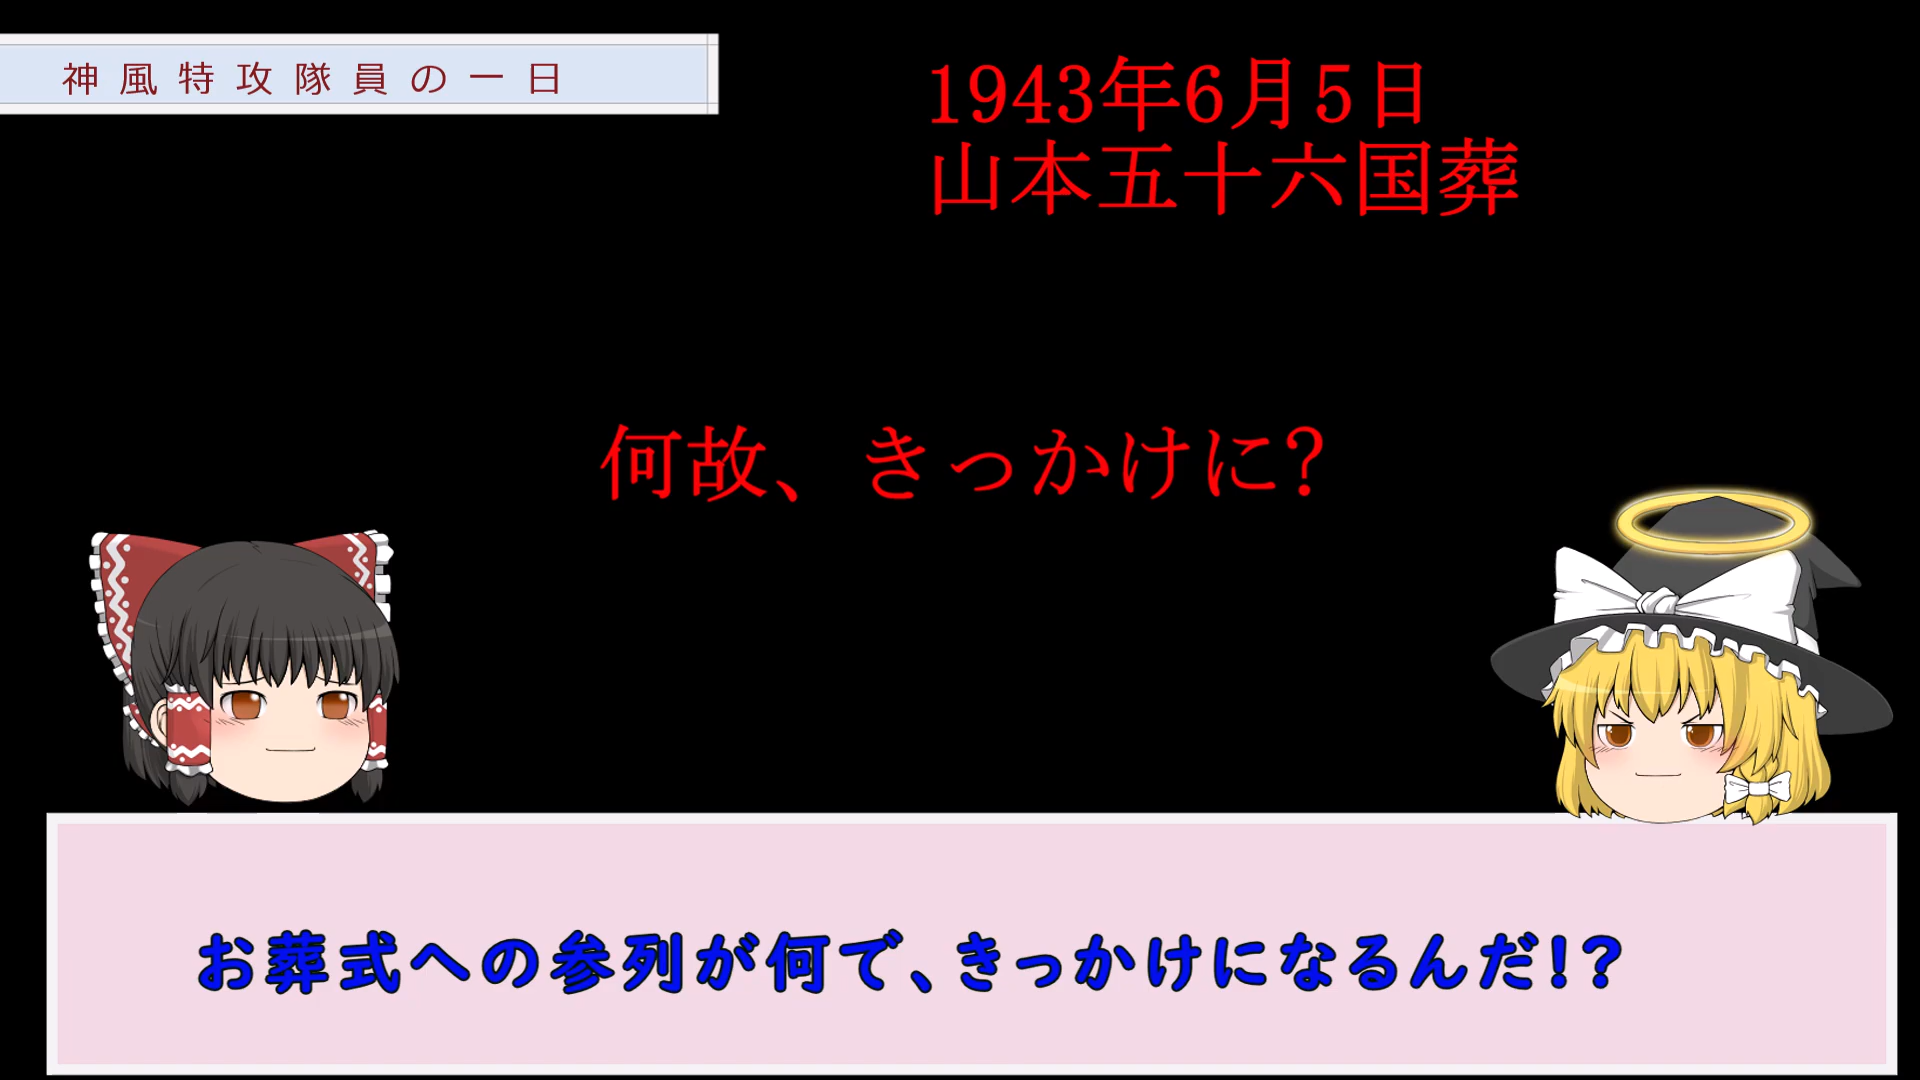 神風特攻隊員の一日
1943年6月5日
山本五十六国葬
何故、きっかけに?
お葬式への参列が何で、きっかけになるんだ!?